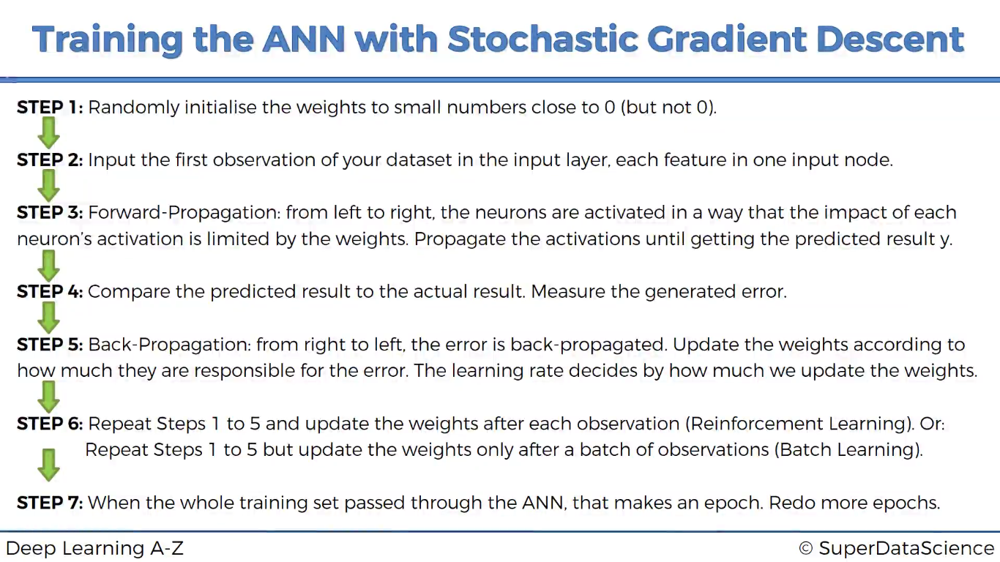 Training the ANN with Stochastic Gradient Descent
STEP 1: Randomly initialise the weights to small numbers close to 0 (but not 0).
STEP 2: Input the first observation of your dataset in the input layer, each feature in one input node.
STEP 3: Forward-Propagation: from left to right, the neurons are activated in a way that the impact of each
neuron's activation is limited by the weights. Propagate the activations until getting the predicted result y.
STEP 4: Compare the predicted result to the actual result. Measure the generated error.
STEP 5: Back-Propagation: from right to left, the error is back-propagated. Update the weights according to
how much they are responsible for the error. The learning rate decides by how much we update the weights.
STEP 6: Repeat Steps 1 to 5 and update the weights after each observation (Reinforcement Learning). Or:
Repeat Steps 1 to 5 but update the weights only after a batch of observations (Batch Learning).
STEP 7: When the whole training set passed through the ANN, that makes an epoch. Redo more epochs.
Deep Learning A-Z
© SuperDataScience